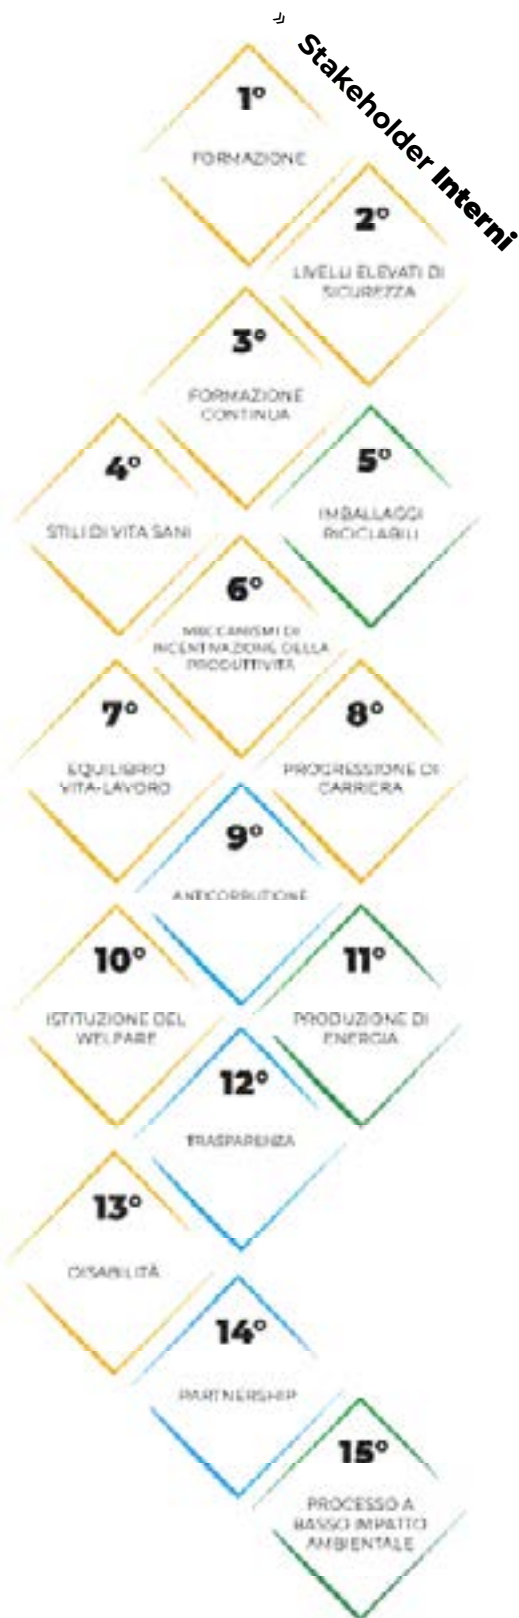 »
Stakeholder Interni
1°
FORMAZIONE
2°
LIVELLI ELEVATI DI
SICUREZZA
3°
FORMAZIONE
CONTINUA
4°
STILI DI VITA SANI
5°
IMBALLAGGI
RICICLABILI
6°
MECCANISMI DI
INCENTIVAZIONE DELLA
PRODUTTIVITÀ
7°
EQUILIBRIO
VITA-LAVORO
8°
PROGRESSIONE DI
CARRIERA
9°
ANTICORRUTIONE
10°
ISTITUZIONE DEL
WELFARE
11°
PRODUZIONE DI
ENERGIA
12°
TRASPARENZA
13°
DISABILITÀ
14°
PARTNERSHIP
15°
PROCESSO A
BASSO IMPATTO
AMBIENTALE